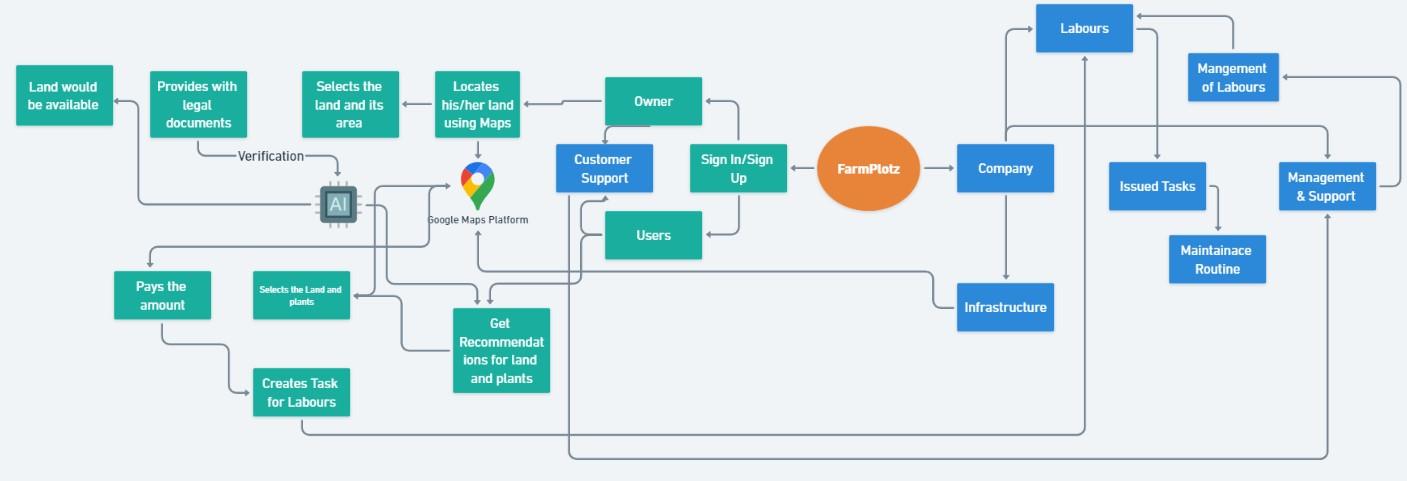 Labours
Mangement
of Labours
Land would
be available
Provides with
legal
documents
Selects the
land and its
area
Locates
his/her land
using Maps
Owner
Verification
AI
Google Maps Platform
Customer
Support
Sign In/Sign
Up
FarmPlotz
Company
Issued Tasks
Management
& Support
Users
Maintainace
Routine
Pays the
amount
Selects the Land and
plants
Infrastructure
Get
Recommendat
ions for land
and plants
Creates Task
for Labours